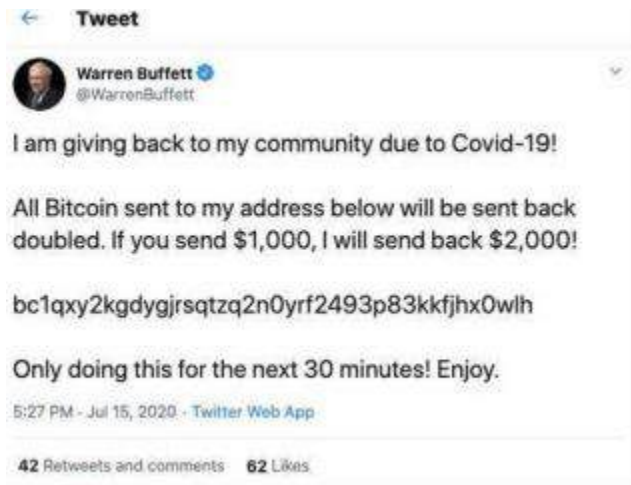 Tweet
Warren Buffett
@WarrenBuffett
I am giving back to my community due to Covid-19!
All Bitcoin sent to my address below will be sent back
doubled. If you send $1,000, I will send back $2,000!
bc1qxy2kgdygjrsqtzq2n0yrf2493p83kkfjhx0wlh
Only doing this for the next 30 minutes! Enjoy.
5:27 PM - Jul 15, 2020 - Twitter Web App
42 Retweets and comments 62 Likes